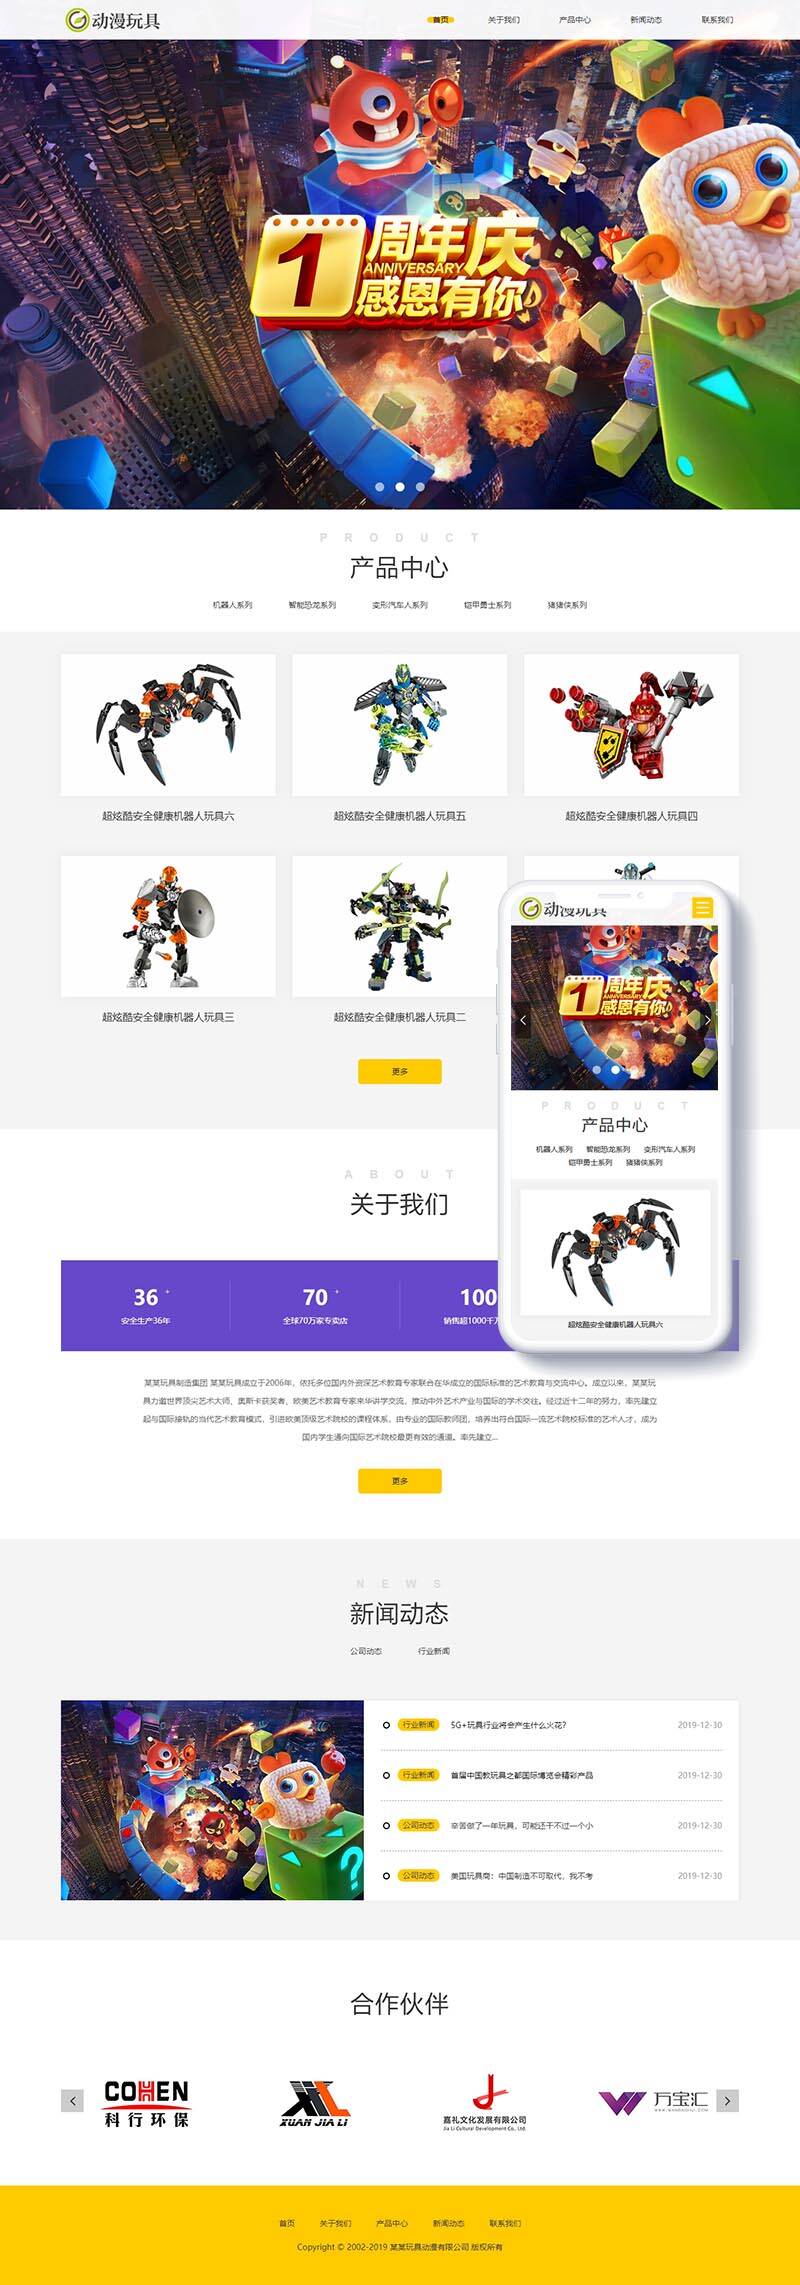 动漫玩具
首页 关于我们 产品中心 新闻动态 联系我们
1
周年庆
ANNIVERSARY
感恩有你
PRODUCT
产品中心
机器人系列 智能恐龙系列 变形汽车人系列 铠甲勇士系列 猪猪侠系列
超炫酷安全健康机器人玩具六 超炫酷安全健康机器人玩具五 超炫酷安全健康机器人玩具四
超炫酷安全健康机器人玩具三 超炫酷安全健康机器人玩具二
更多
动漫玩具
1
周年庆
ANNIVERSARY
感恩有你
PRODUCT
产品中心
机器人系列 智能恐龙系列 变形汽车人系列
铠甲勇士系列 猪猪侠系列
超炫酷安全健康机器人玩具六
ABOUT
关于我们
36 + 70 + 100
安全生产36年 全球70万家专卖店 销售超1000千万
某某玩具制造集团 某某玩具成立于2006年，依托多位国内外资深艺术教育专家联合在华成立的国际标准的艺术教育与交流中心。成立以来，某某玩
具力邀世界顶尖艺术大师、奥斯卡获奖者、欧美艺术教育专家来华讲学交流，推动中外艺术产业与国际的学术交往。经过近十二年的努力，率先建立
起与国际接轨的当代艺术教育模式，引进欧美顶级艺术院校的课程体系，由专业的国际教师团，培养出符合国际一流艺术院校标准的艺术人才，成为
国内学生通向国际艺术院校最更有效的通道。率先建立...
更多
NEWS
新闻动态
公司动态 行业新闻
行业新闻 5G+玩具行业将会产生什么火花? 2019-12-30
行业新闻 首届中国教玩具之都国际博览会精彩产品 2019-12-30
公司动态 辛苦做了一年玩具，可能还干不过一个小 2019-12-30
公司动态 美国玩具商：中国制造不可取代，我不考 2019-12-30
合作伙伴
COHEN
科行环保
XUAN JIA LI
嘉礼文化发展有限公司
Jia Li Cultural Development Co., Ltd.
万宝汇
首页 关于我们 产品中心 新闻动态 联系我们
Copyright © 2002-2019 某某玩具动漫有限公司 版权所有